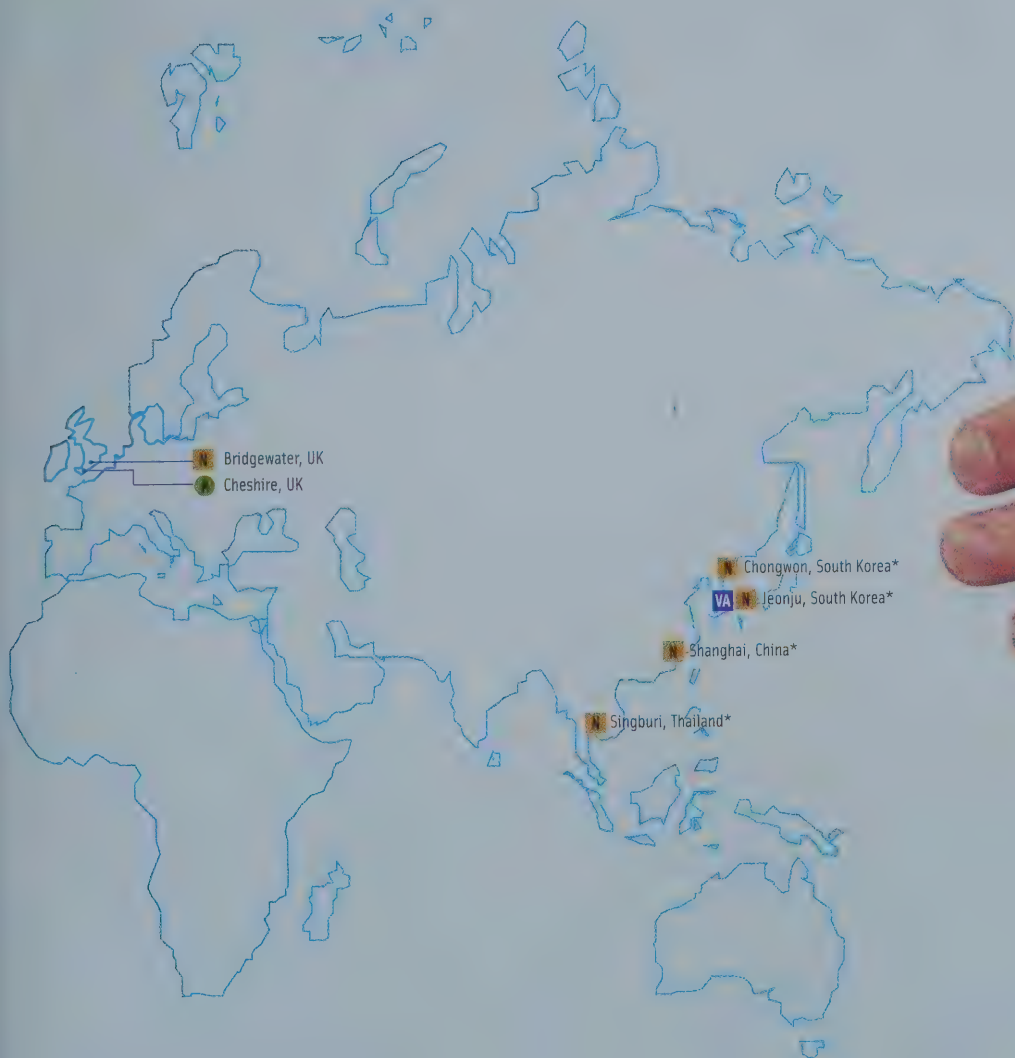 N Bridgewater, UK
Cheshire, UK
N Chongwon, South Korea*
VA N Jeonju, South Korea*
N Shanghai, China*
N Singburi, Thailand*